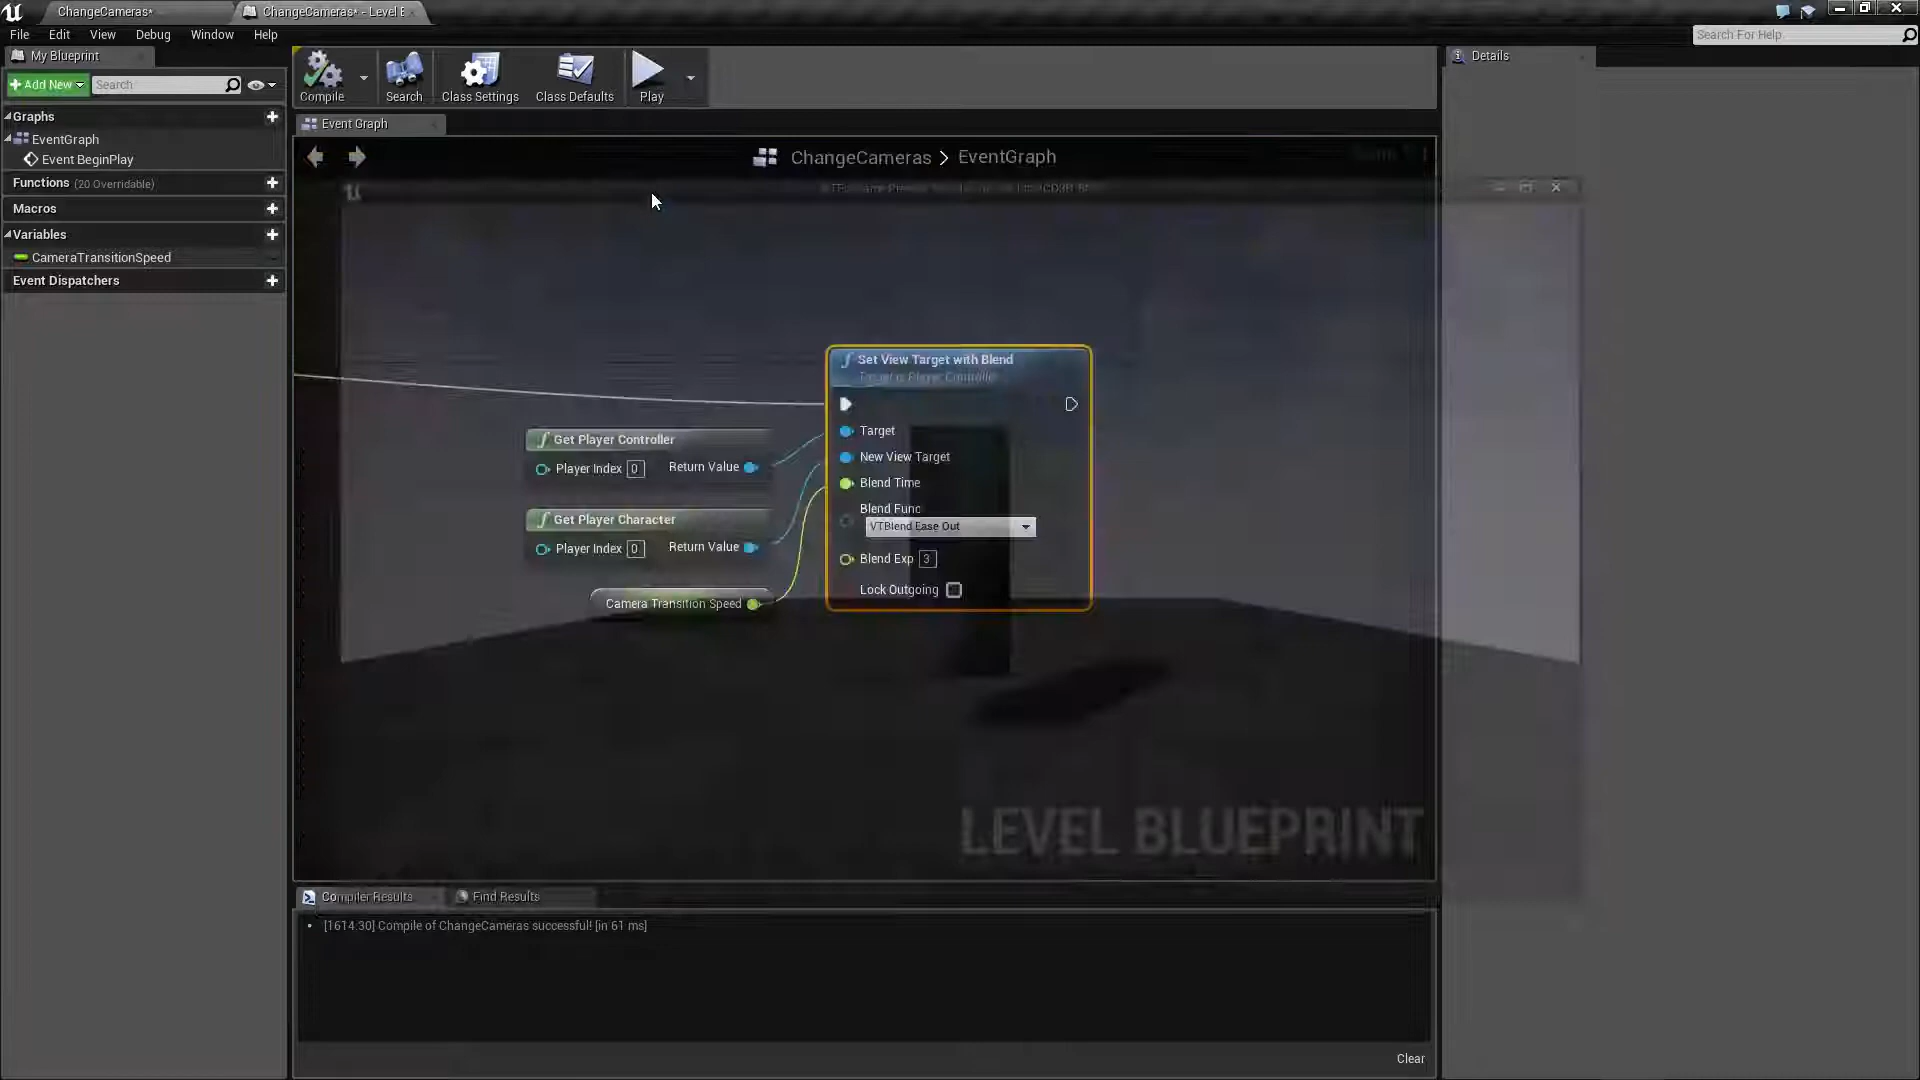 ChangeCameras*
ChangeCameras* - Level E
File Edit View Debug Window Help
Search For Help
My Blueprint
Add New
Search
Graphs
EventGraph
Event BeginPlay
Functions (20 Overridable)
Macros
Variables
CameraTransitionSpeed
Event Dispatchers
Compile
Search
Class Settings
Class Defaults
Play
Event Graph
ChangeCameras > EventGraph
Set View Target with Blend
Target is Player Controller
Target
New View Target
Blend Time
Blend Func
VTBlend Ease Out
Blend Exp 3
Lock Outgoing
Get Player Controller
Player Index 0 Return Value
Get Player Character
Player Index 0 Return Value
Camera Transition Speed
LEVEL BLUEPRINT
Compiler Results
Find Results
[1614.30] Compile of ChangeCameras successful! [in 61 ms]
Clear
Details